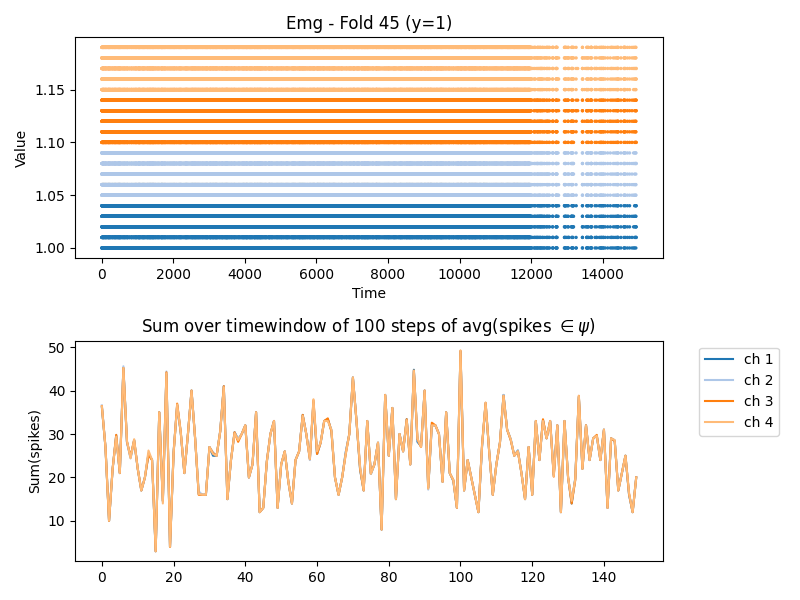 Emg - Fold 45 (y=1)
Value
1.15
1.10
1.05
1.00
0 2000 4000 6000 8000 10000 12000 14000
Time
Sum over timewindow of 100 steps of avg(spikes ∈ψ)
Sum(spikes)
50
40
30
20
10
0 20 40 60 80 100 120 140
ch 1
ch 2
ch 3
ch 4